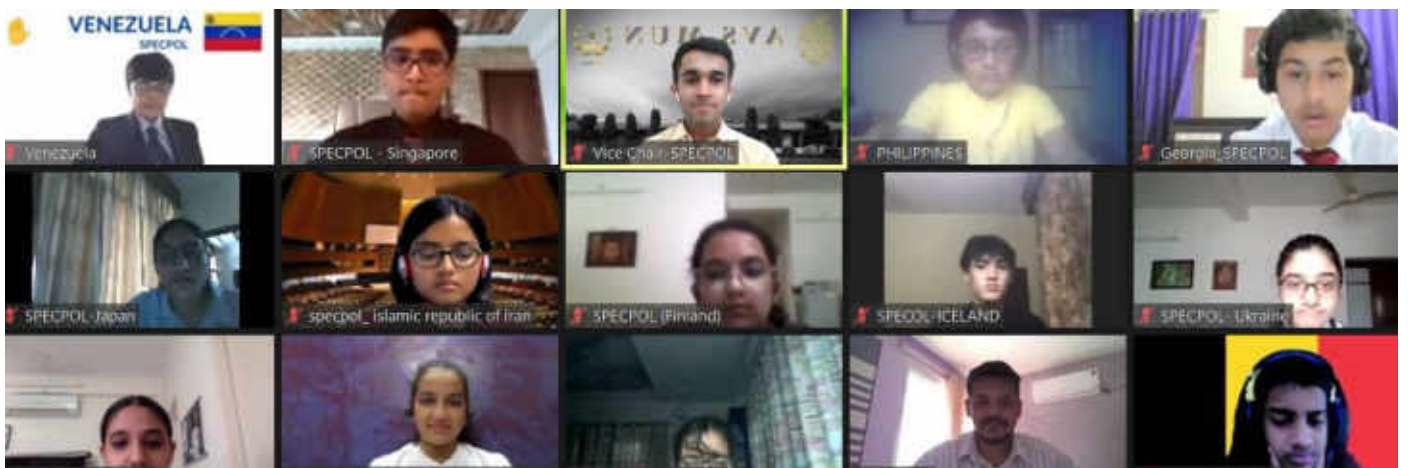 VENEZUELA
SPECPOL
AVS MUN
Venezuela
SPECPOL - Singapore
Vice Chair-SPECPOL
PHILIPPINES
Georgia_SPECPOL
SPECPOL-Japan
specpol_ islamic republic of iran
SPECPOL (Finland)
SPECOL-ICELAND
SPECPOL- Ukraine